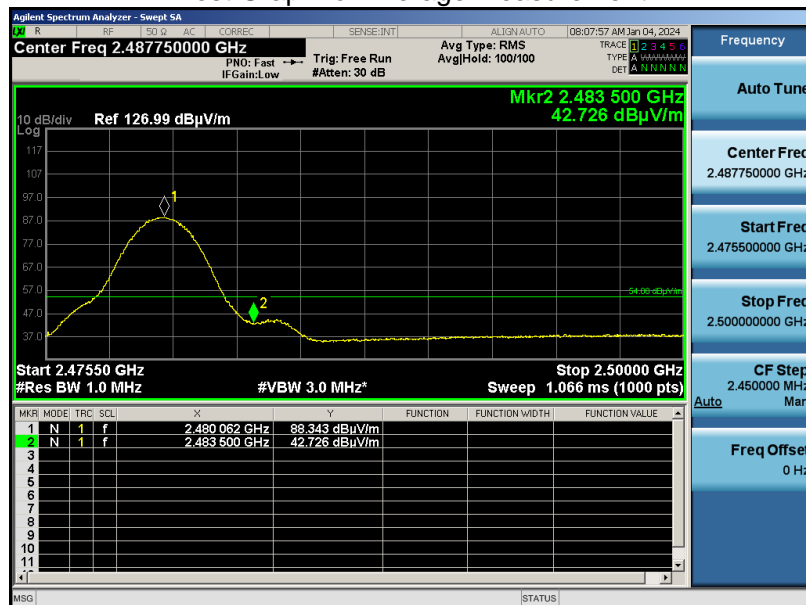 Agilent Spectrum Analyzer - Swept SA
LXI R RF 50 Ω AC CORREC SENSE:INT ALIGN AUTO 08:07:57 AM Jan 04, 2024
Center Freq 2.487750000 GHz
PNO: Fast
IFGain:Low
Trig: Free Run
#Atten: 30 dB
Avg Type: RMS
Avg|Hold: 100/100
TRACE 1 2 3 4 5 6
TYPE A
DET A N N N N N
Mkr2 2.483 500 GHz
42.726 dBµV/m
10 dB/div Ref 126.99 dBµV/m
Log
117
107
97.0
87.0
77.0
67.0
57.0
47.0
37.0
1
2
54.00 dBµV/m
Start 2.47550 GHz Stop 2.50000 GHz
#Res BW 1.0 MHz #VBW 3.0 MHz* Sweep 1.066 ms (1000 pts)
MKR MODE TRC SCL X Y FUNCTION FUNCTION WIDTH FUNCTION VALUE
1 N 1 f 2.480 062 GHz 88.343 dBµV/m
2 N 1 f 2.483 500 GHz 42.726 dBµV/m
3
4
5
6
7
8
9
10
11
MSG STATUS
Frequency
Auto Tune
Center Freq
2.487750000 GHz
Start Freq
2.475500000 GHz
Stop Freq
2.500000000 GHz
CF Step
2.450000 MHz
Auto Man
Freq Offset
0 Hz